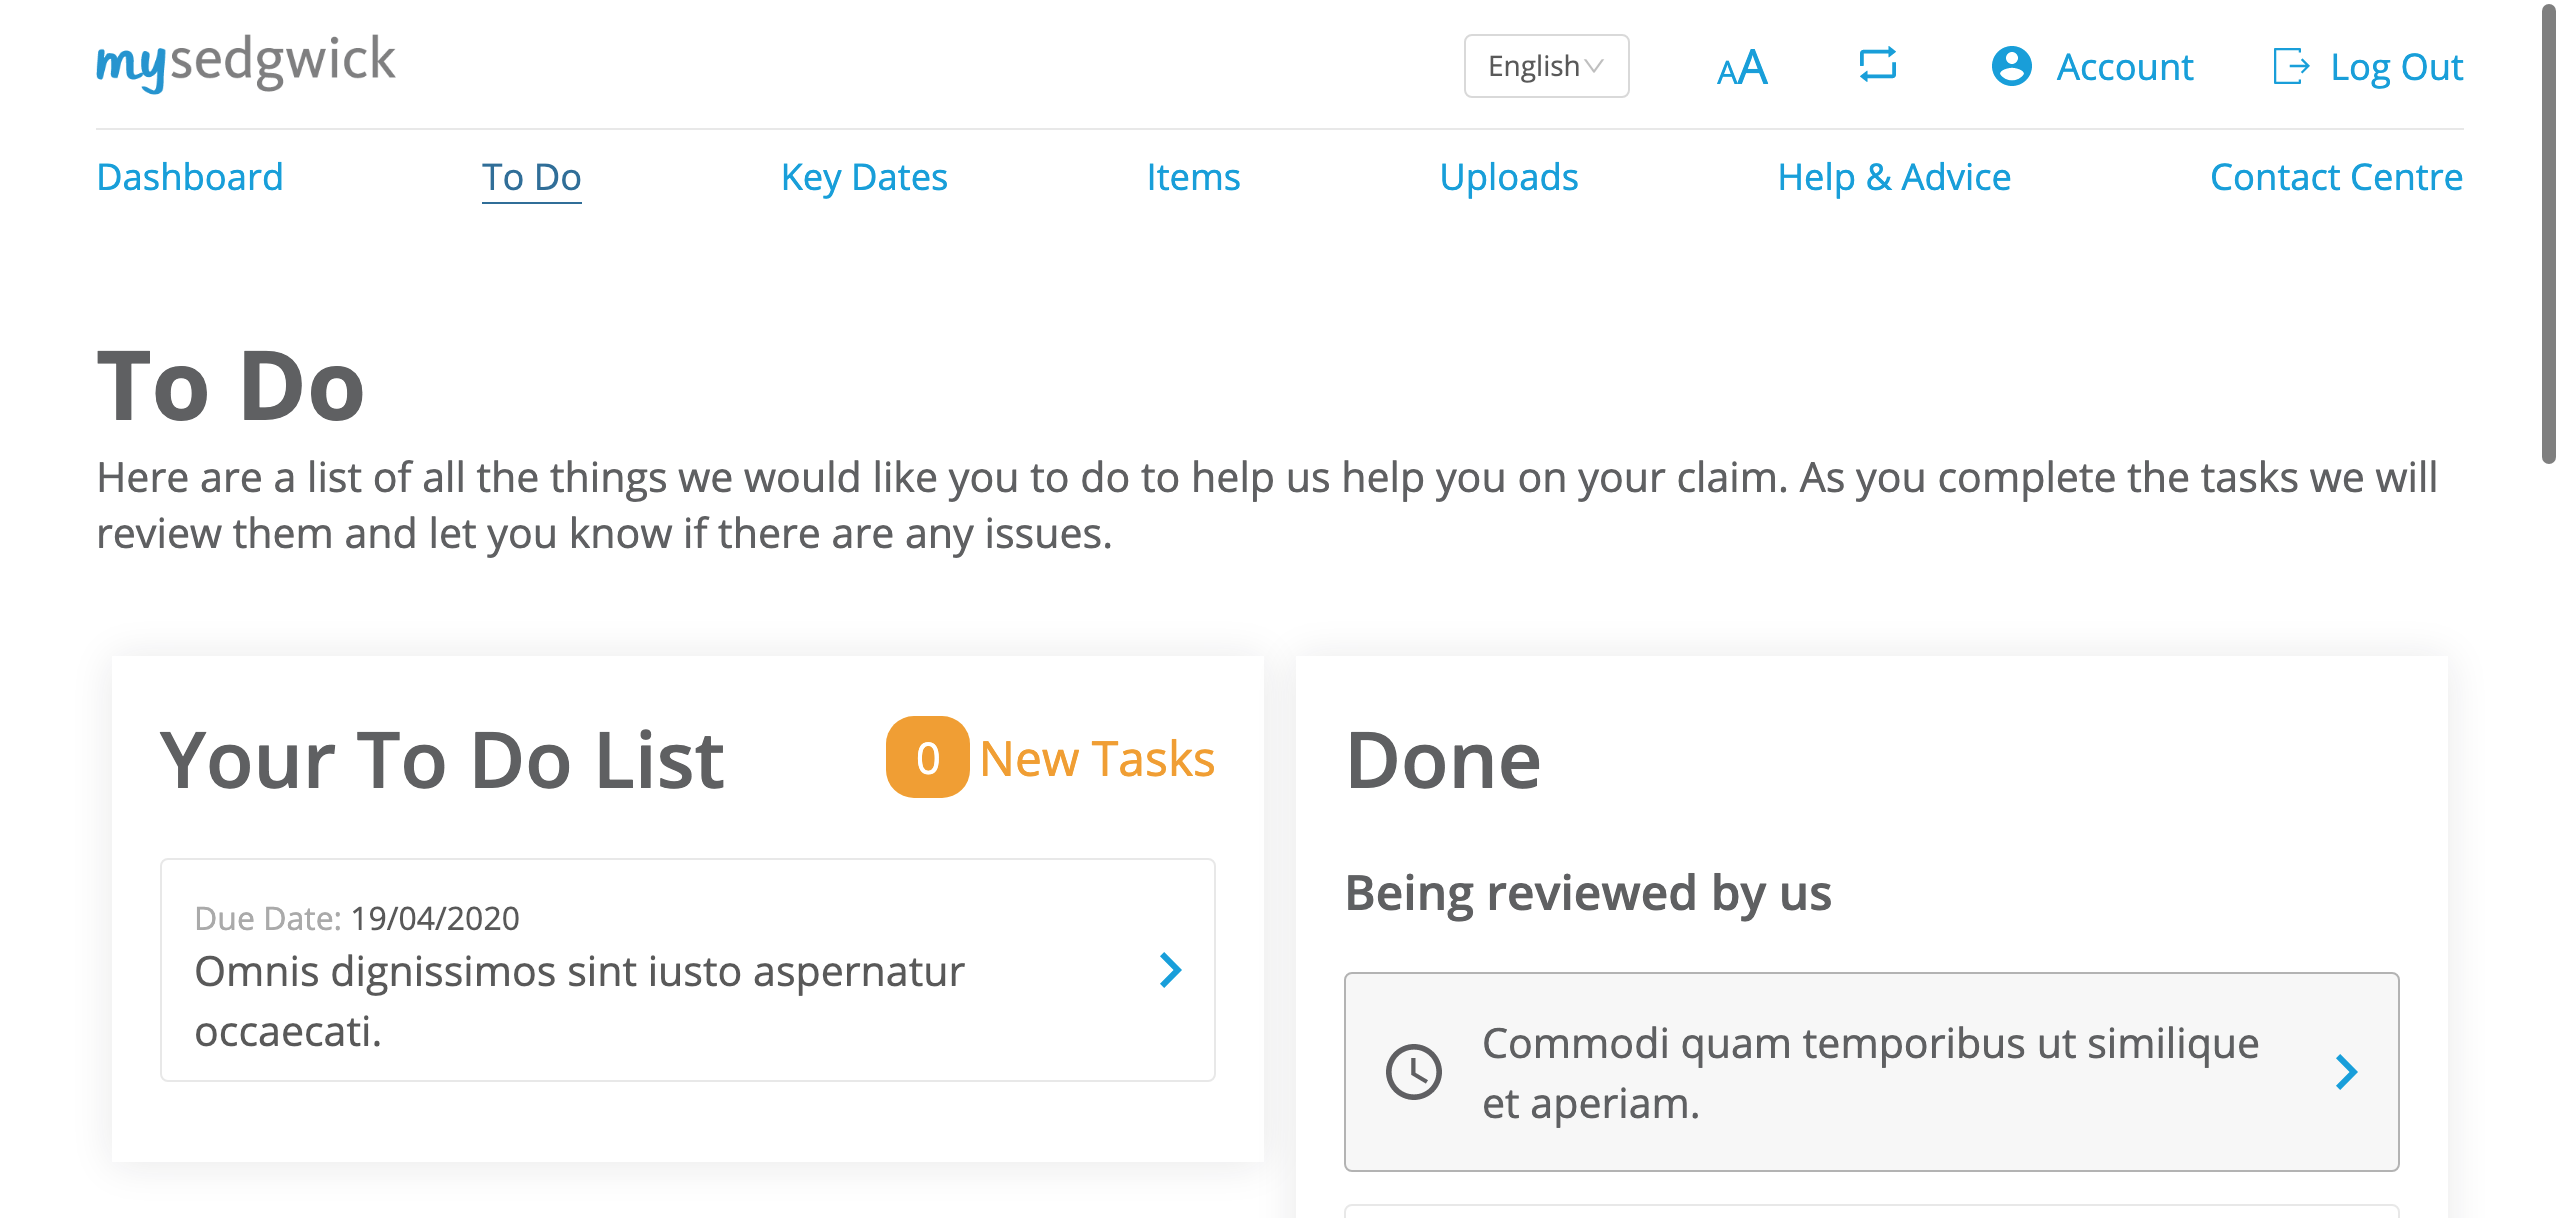 mysedgwick
English
AA
Account
Log Out
Dashboard
To Do
Key Dates
Items
Uploads
Help & Advice
Contact Centre
To Do
Here are a list of all the things we would like you to do to help us help you on your claim. As you complete the tasks we will
review them and let you know if there are any issues.
Your To Do List
0 New Tasks
Due Date: 19/04/2020
Omnis dignissimos sint iusto aspernatur
occaecati.
Done
Being reviewed by us
Commodi quam temporibus ut similique
et aperiam.